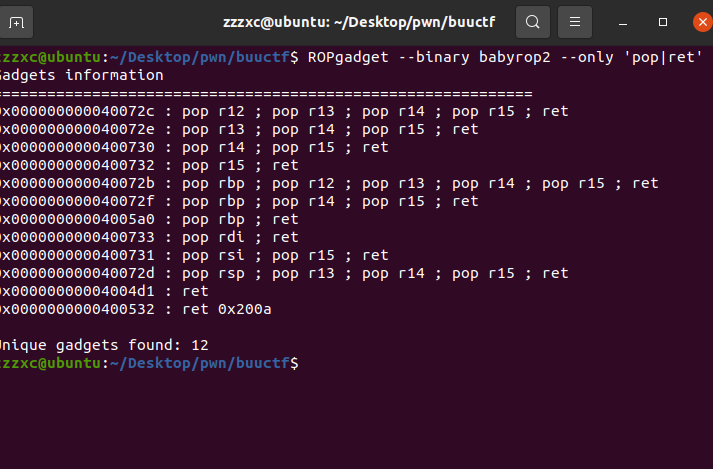 zzzxc@ubuntu: ~/Desktop/pwn/buuctf
zzzxc@ubuntu:~/Desktop/pwn/buuctf$ ROPgadget --binary babyrop2 --only 'pop|ret'
Gadgets information
============================================================
0x000000000040072c : pop r12 ; pop r13 ; pop r14 ; pop r15 ; ret
0x000000000040072e : pop r13 ; pop r14 ; pop r15 ; ret
0x0000000000400730 : pop r14 ; pop r15 ; ret
0x0000000000400732 : pop r15 ; ret
0x000000000040072b : pop rbp ; pop r12 ; pop r13 ; pop r14 ; pop r15 ; ret
0x000000000040072f : pop rbp ; pop r14 ; pop r15 ; ret
0x00000000004005a0 : pop rbp ; ret
0x0000000000400733 : pop rdi ; ret
0x0000000000400731 : pop rsi ; pop r15 ; ret
0x000000000040072d : pop rsp ; pop r13 ; pop r14 ; pop r15 ; ret
0x00000000004004d1 : ret
0x0000000000400532 : ret 0x200a
Unique gadgets found: 12
zzzxc@ubuntu:~/Desktop/pwn/buuctf$